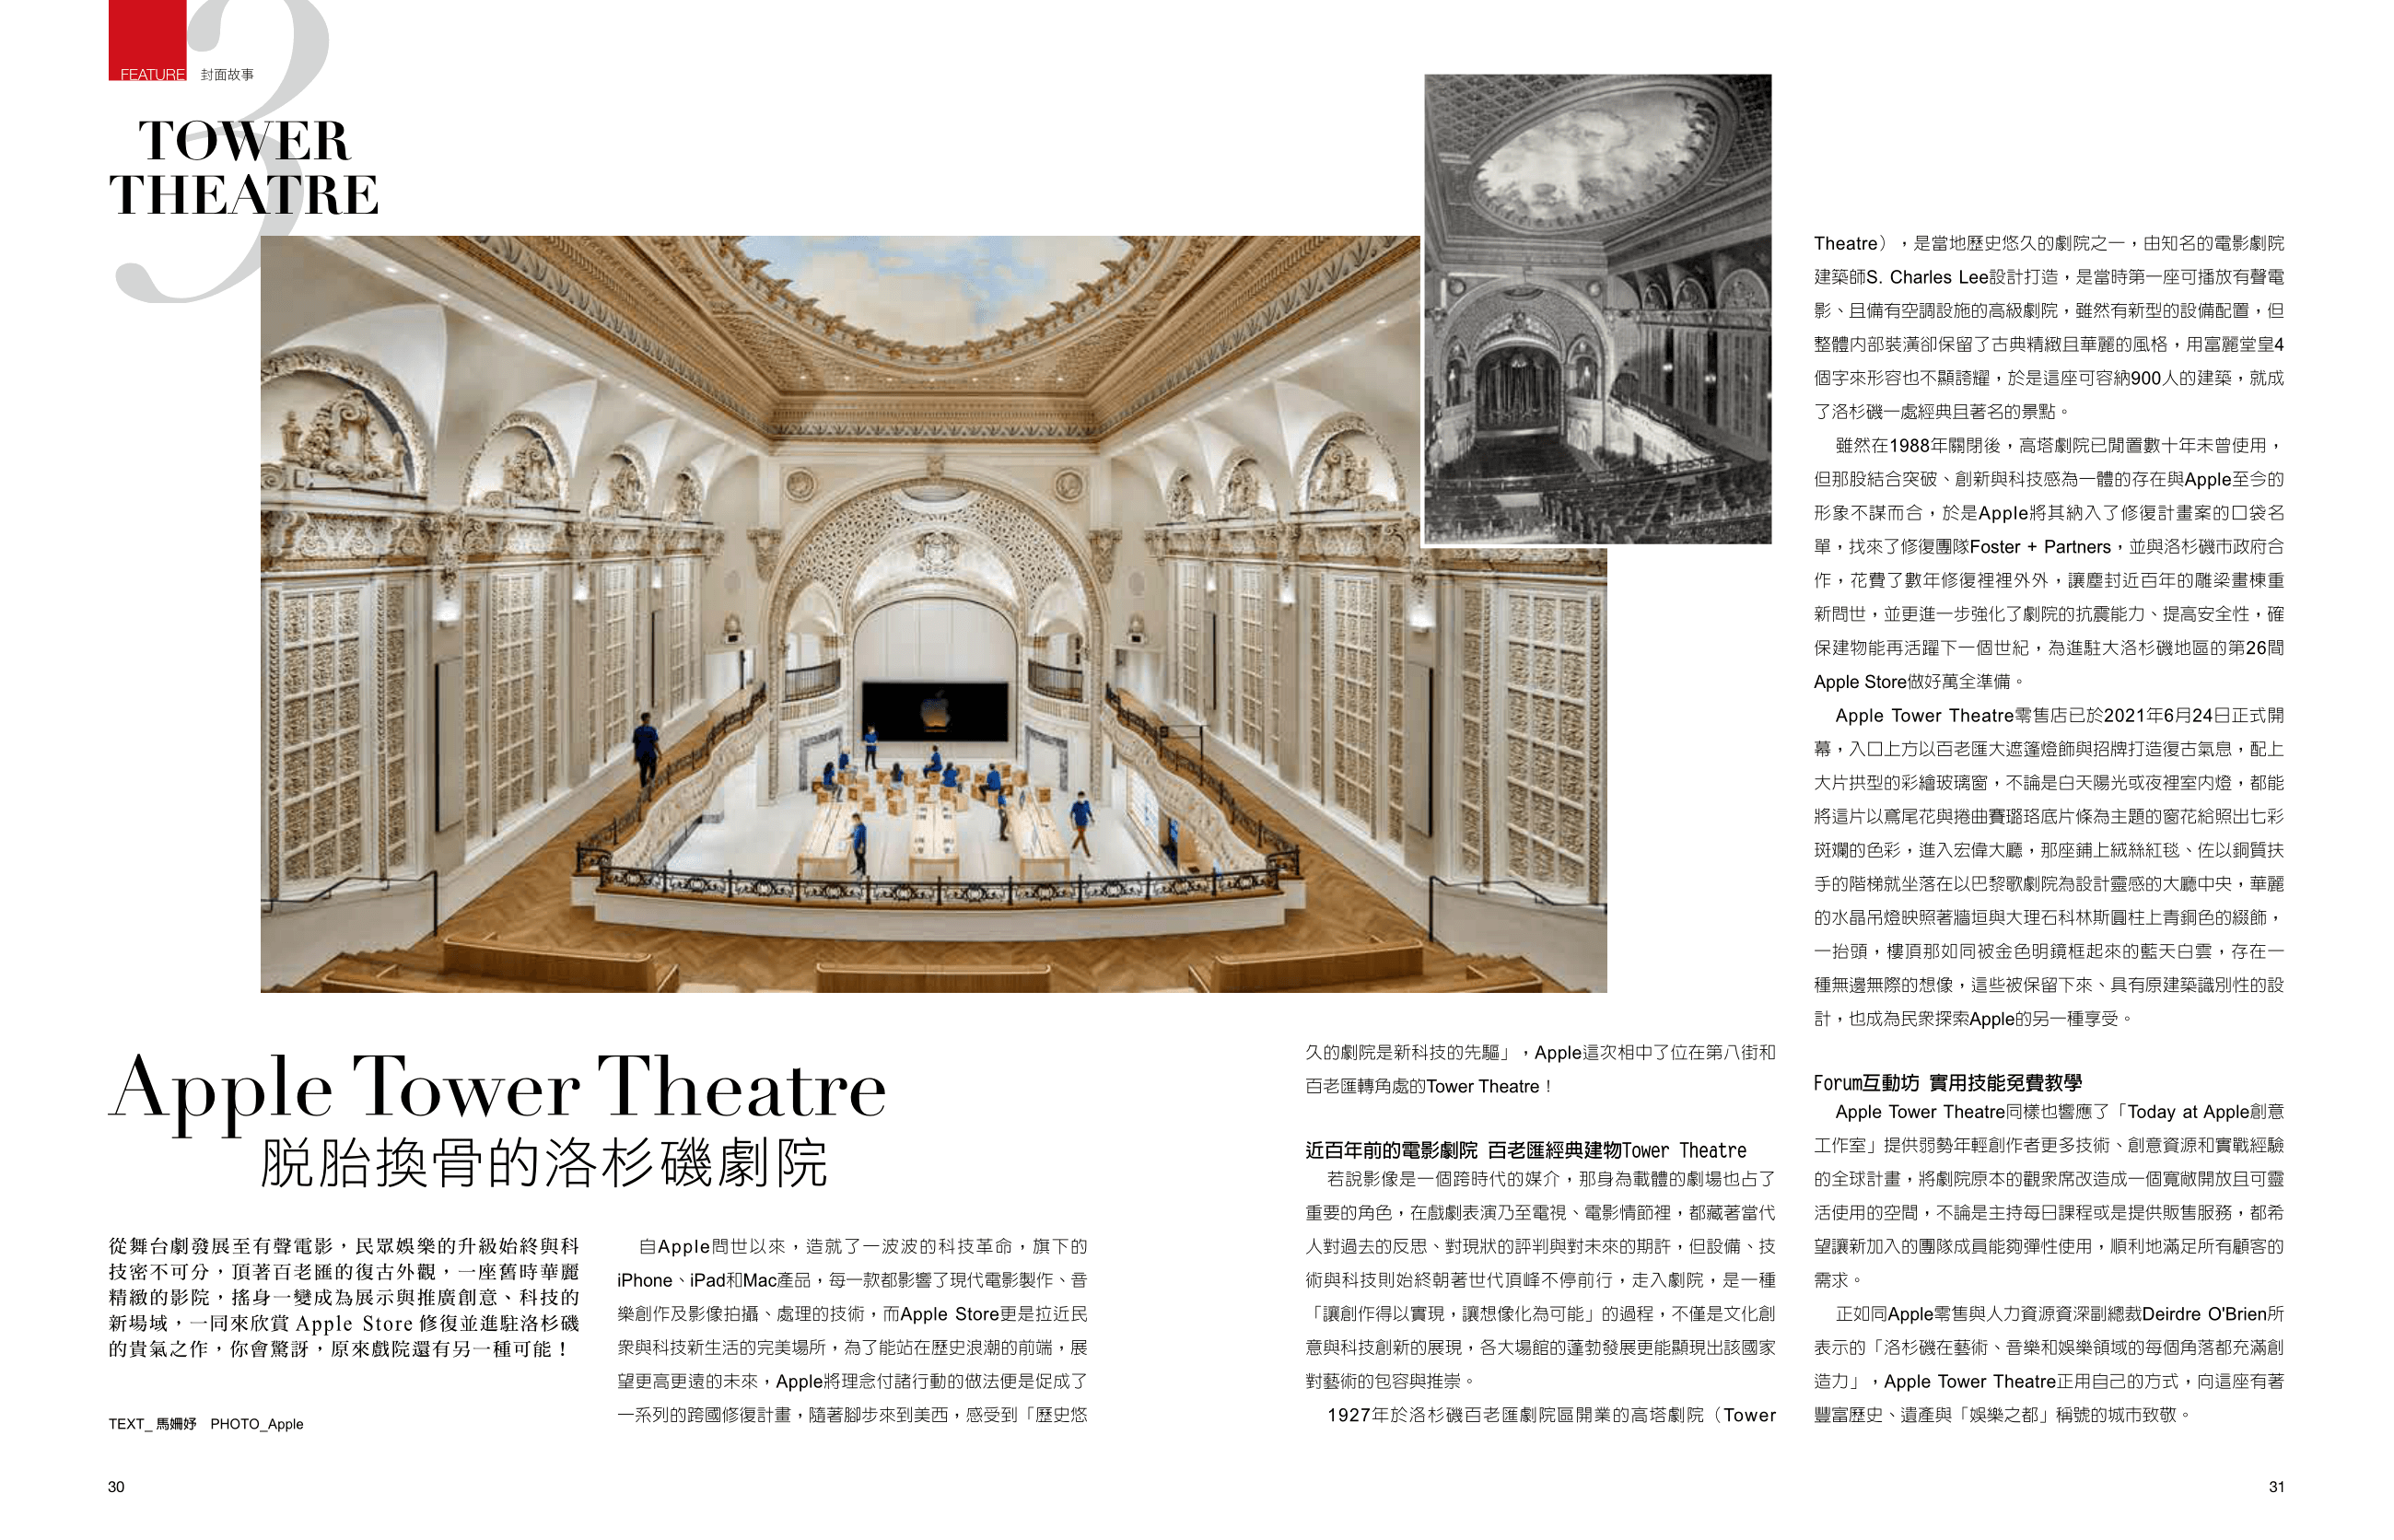 FEATURE 封面故事
3
TOWER
THEATRE
Apple Tower Theatre
脱胎換骨的洛杉磯劇院
從舞台劇發展至有聲電影，民眾娛樂的升級始終與科
技密不可分，頂著百老匯的復古外觀，一座舊時華麗
精緻的影院，搖身一變成為展示與推廣創意、科技的
新場域，一同來欣賞 Apple Store 修復並進駐洛杉磯
的貴氣之作，你會驚訝，原來戲院還有另一種可能！
TEXT_ 馬姍妤 PHOTO_Apple
自Apple問世以來，造就了一波波的科技革命，旗下的
iPhone、iPad和Mac產品，每一款都影響了現代電影製作、音
樂創作及影像拍攝、處理的技術，而Apple Store更是拉近民
衆與科技新生活的完美場所，為了能站在歷史浪潮的前端，展
望更高更遠的未來，Apple將理念付諸行動的做法便是促成了
一系列的跨國修復計畫，隨著腳步來到美西，感受到「歷史悠
久的劇院是新科技的先驅」，Apple這次相中了位在第八街和
百老匯轉角處的Tower Theatre！
近百年前的電影劇院 百老匯經典建物Tower Theatre
若說影像是一個跨時代的媒介，那身為載體的劇場也占了
重要的角色，在戲劇表演乃至電視、電影情節裡，都藏著當代
人對過去的反思、對現狀的評判與對未來的期許，但設備、技
術與科技則始終朝著世代頂峰不停前行，走入劇院，是一種
「讓創作得以實現，讓想像化為可能」的過程，不僅是文化創
意與科技創新的展現，各大場館的蓬勃發展更能顯現出該國家
對藝術的包容與推崇。
1927年於洛杉磯百老匯劇院區開業的高塔劇院（Tower
Theatre），是當地歷史悠久的劇院之一，由知名的電影劇院
建築師S. Charles Lee設計打造，是當時第一座可播放有聲電
影、且備有空調設施的高級劇院，雖然有新型的設備配置，但
整體内部裝潢卻保留了古典精緻且華麗的風格，用富麗堂皇4
個字來形容也不顯誇耀，於是這座可容納900人的建築，就成
了洛杉磯一處經典且著名的景點。
雖然在1988年關閉後，高塔劇院已閒置數十年未曾使用，
但那股結合突破、創新與科技感為一體的存在與Apple至今的
形象不謀而合，於是Apple將其納入了修復計畫案的口袋名
單，找來了修復團隊Foster + Partners，並與洛杉磯市政府合
作，花費了數年修復裡裡外外，讓塵封近百年的雕梁畫棟重
新問世，並更進一步強化了劇院的抗震能力、提高安全性，確
保建物能再活躍下一個世紀，為進駐大洛杉磯地區的第26間
Apple Store做好萬全準備。
Apple Tower Theatre零售店已於2021年6月24日正式開
幕，入口上方以百老匯大遮篷燈飾與招牌打造復古氣息，配上
大片拱型的彩繪玻璃窗，不論是白天陽光或夜裡室内燈，都能
將這片以鳶尾花與捲曲賽璐珞底片條為主題的窗花給照出七彩
斑斕的色彩，進入宏偉大廳，那座鋪上絨絲紅毯、佐以銅質扶
手的階梯就坐落在以巴黎歌劇院為設計靈感的大廳中央，華麗
的水晶吊燈映照著牆垣與大理石科林斯圓柱上青銅色的綴飾，
一抬頭，樓頂那如同被金色明鏡框起來的藍天白雲，存在一
種無邊無際的想像，這些被保留下來、具有原建築識別性的設
計，也成為民衆探索Apple的另一種享受。
Forum互動坊 實用技能免費教學
Apple Tower Theatre同樣也響應了「Today at Apple創意
工作室」提供弱勢年輕創作者更多技術、創意資源和實戰經驗
的全球計畫，將劇院原本的觀衆席改造成一個寬敞開放且可靈
活使用的空間，不論是主持每日課程或是提供販售服務，都希
望讓新加入的團隊成員能夠彈性使用，順利地滿足所有顧客的
需求。
正如同Apple零售與人力資源資深副總裁Deirdre O'Brien所
表示的「洛杉磯在藝術、音樂和娛樂領域的每個角落都充滿創
造力」，Apple Tower Theatre正用自己的方式，向這座有著
豐富歷史、遺產與「娛樂之都」稱號的城市致敬。
30
31